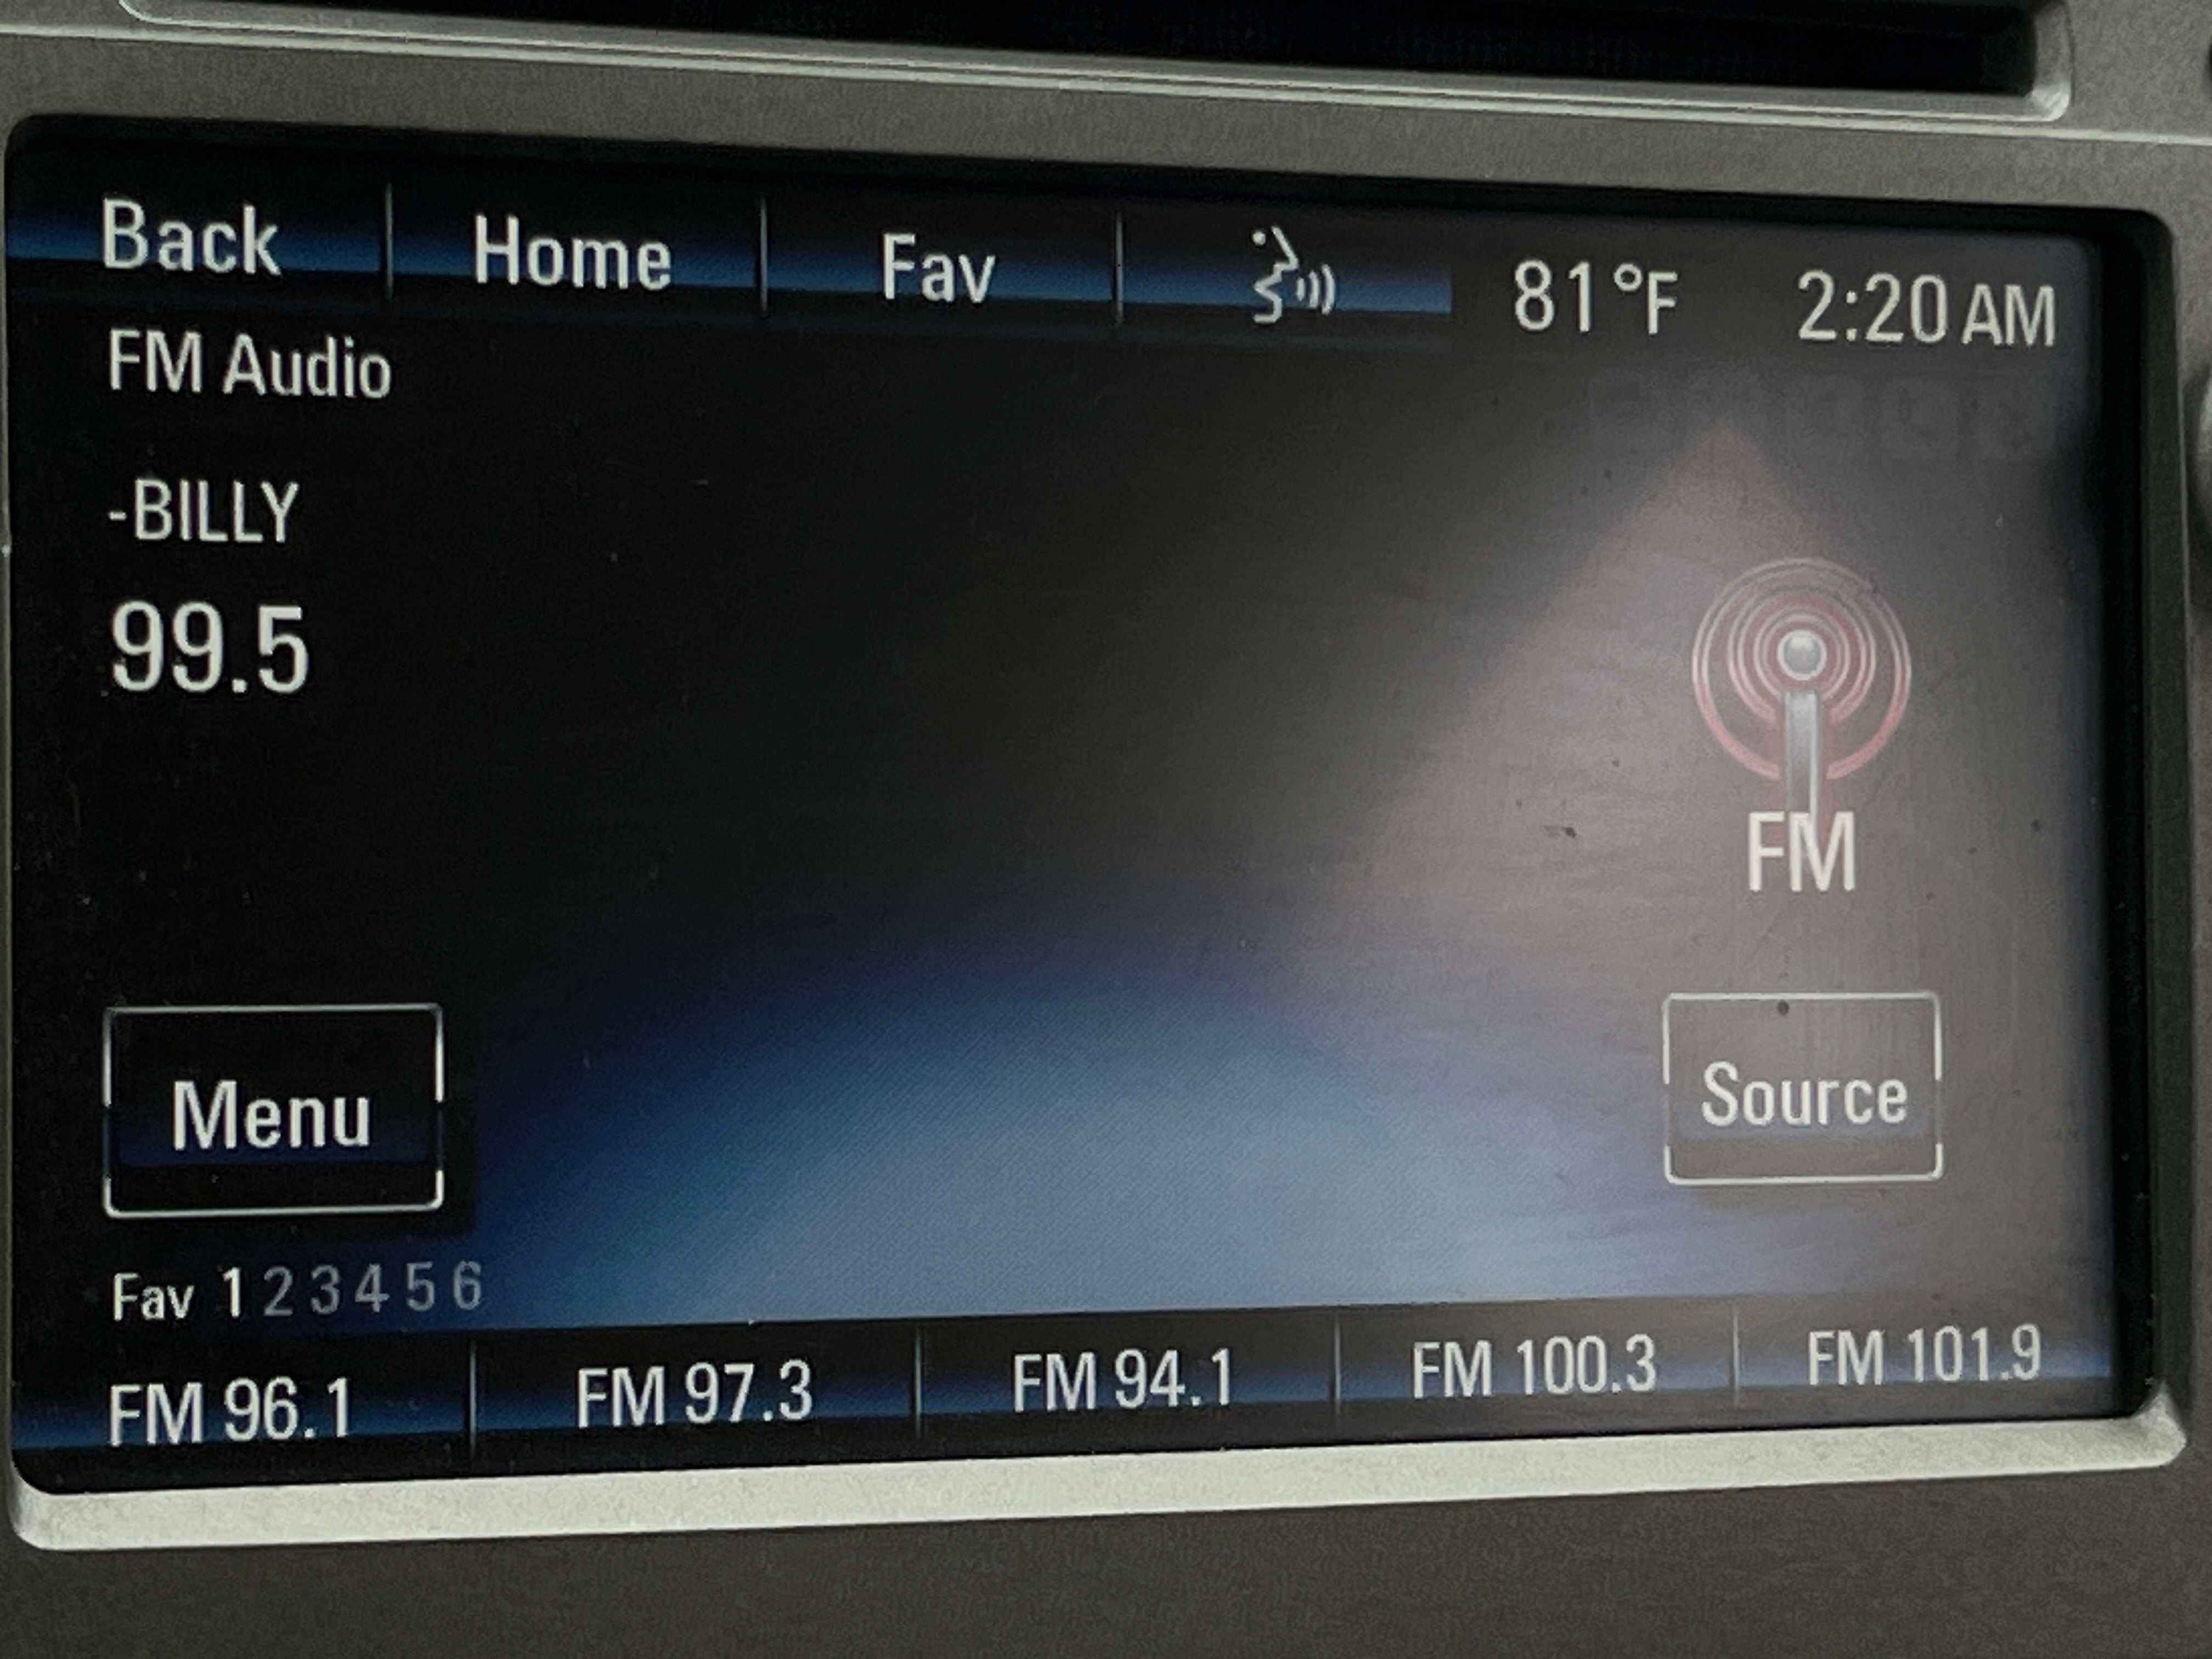 Back Home Fav 81°F 2:20 AM
FM Audio
-BILLY
99.5
FM
Menu
Source
Fav 1 2 3 4 5 6
FM 96.1 FM 97.3 FM 94.1 FM 100.3 FM 101.9